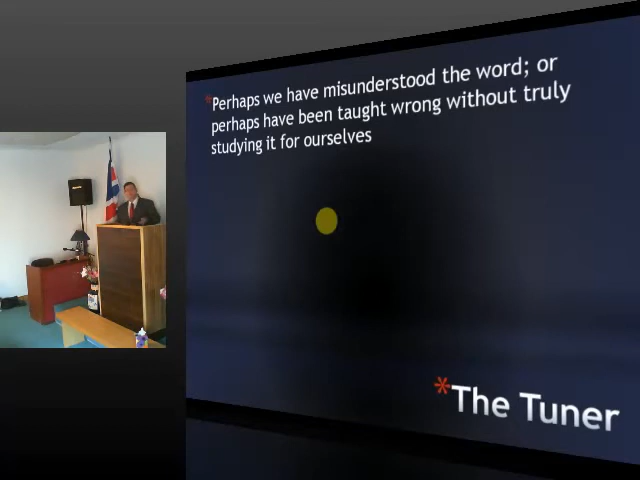 *Perhaps we have misunderstood the word; or
perhaps have been taught wrong without truly
studying it for ourselves
*The Tuner